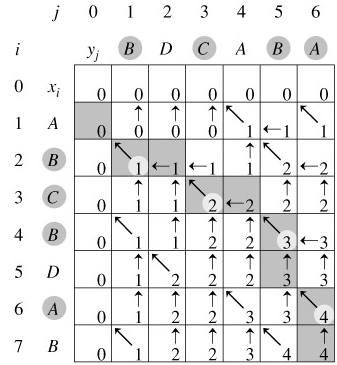 j 0 1 2 3 4 5 6
i y_j B D C A B A
0 x_i 0 0 0 0 0 0 0
1 A 0 ↑0 ↑0 ↑0 ↖1 ←1 ↖1
2 B 0 ↖1 ←1 ←1 ↑1 ↖2 ←2
3 C 0 ↑1 ↑1 ↖2 ←2 ↑2 ↑2
4 B 0 ↖1 ↑1 ↑2 ↑2 ↖3 ←3
5 D 0 ↑1 ↖2 ↑2 ↑2 ↑3 ↑3
6 A 0 ↑1 ↑2 ↑2 ↖3 ↑3 ↖4
7 B 0 ↖1 ↑2 ↑2 ↑3 ↖4 ↑4